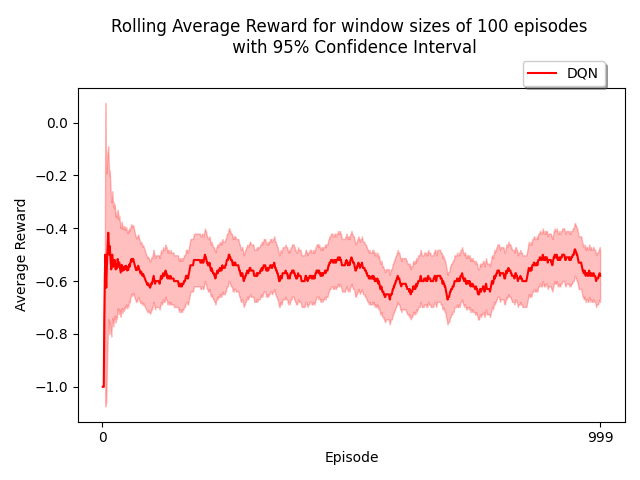 Rolling Average Reward for window sizes of 100 episodes
with 95% Confidence Interval
DQN
Average Reward
0.0
−0.2
−0.4
−0.6
−0.8
−1.0
0
999
Episode